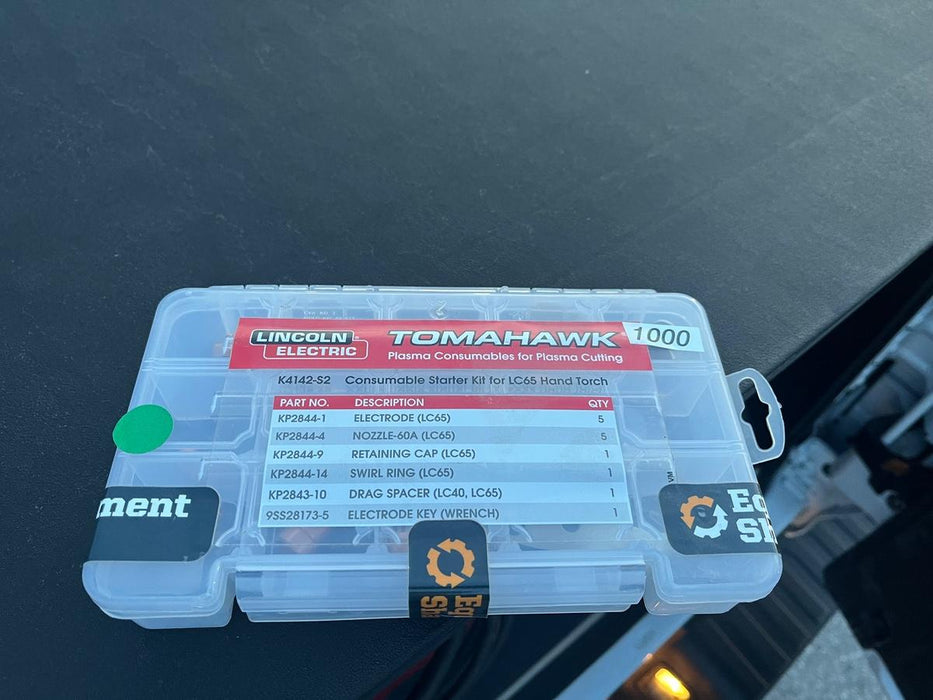 LINCOLN ELECTRIC
TOMAHAWK
1000
Plasma Consumables for Plasma Cutting
K4142-S2 Consumable Starter Kit for LC65 Hand Torch
PART NO. DESCRIPTION QTY
KP2844-1 ELECTRODE (LC65) 5
KP2844-4 NOZZLE-60A (LC65) 5
KP2844-9 RETAINING CAP (LC65) 1
KP2844-14 SWIRL RING (LC65) 1
KP2843-10 DRAG SPACER (LC40, LC65) 1
9SS28173-5 ELECTRODE KEY (WRENCH) 1
ment